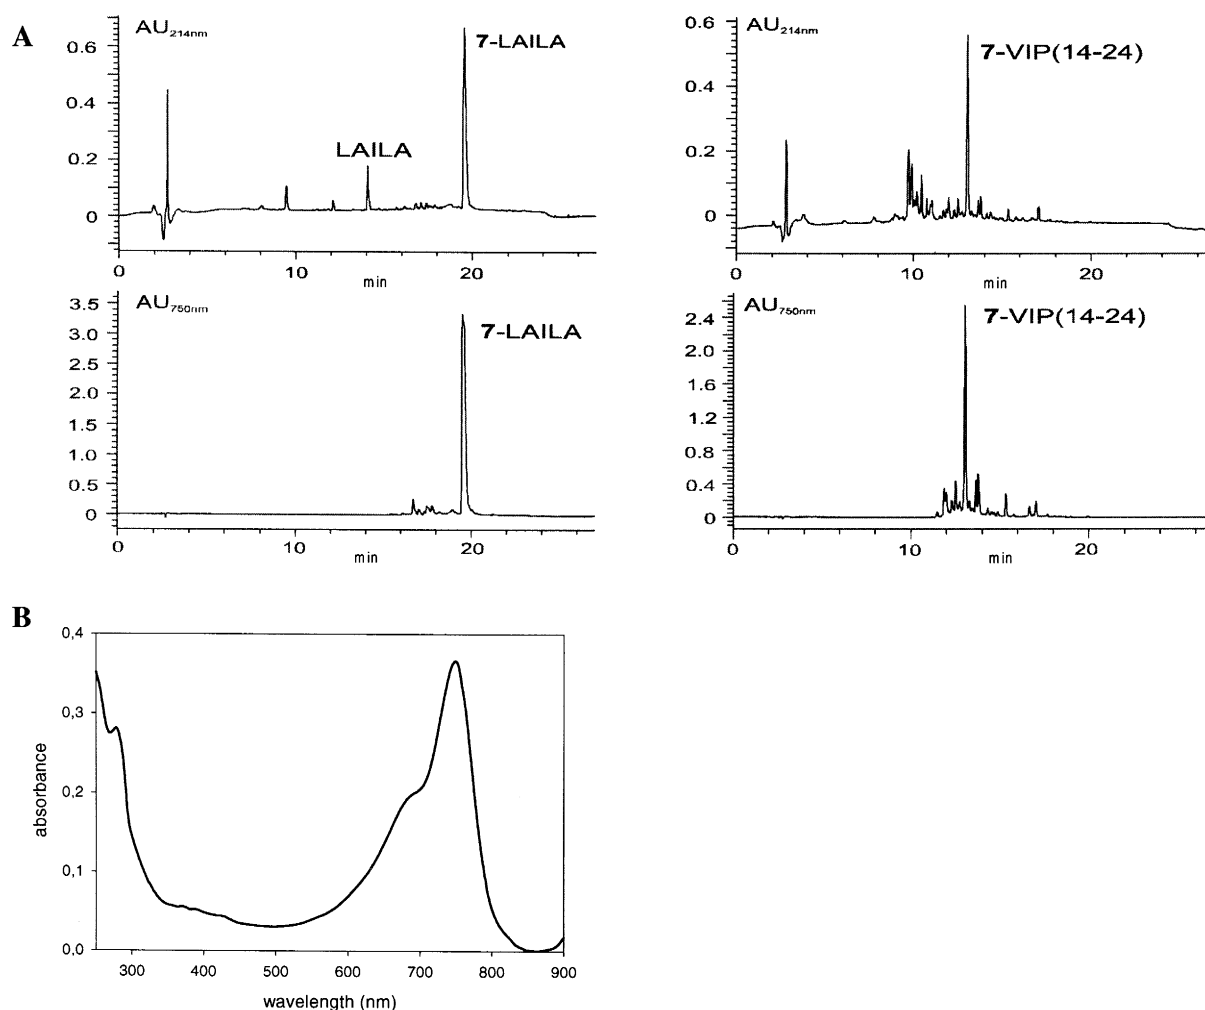 A
AU214nm
7-LAILA
LAILA
0.6
0.4
0.2
0
0
10
20
min
AU214nm
7-VIP(14-24)
0.6
0.4
0.2
0
0
10
20
min
AU750nm
7-LAILA
3.5
3.0
2.5
2.0
1.5
1.0
0.5
0
0
10
20
min
AU750nm
7-VIP(14-24)
2.4
2.0
1.6
1.2
0.8
0.4
0
0
10
20
min
B
0,4
0,3
0,2
0,1
0,0
absorbance
300
400
500
600
700
800
900
wavelength (nm)